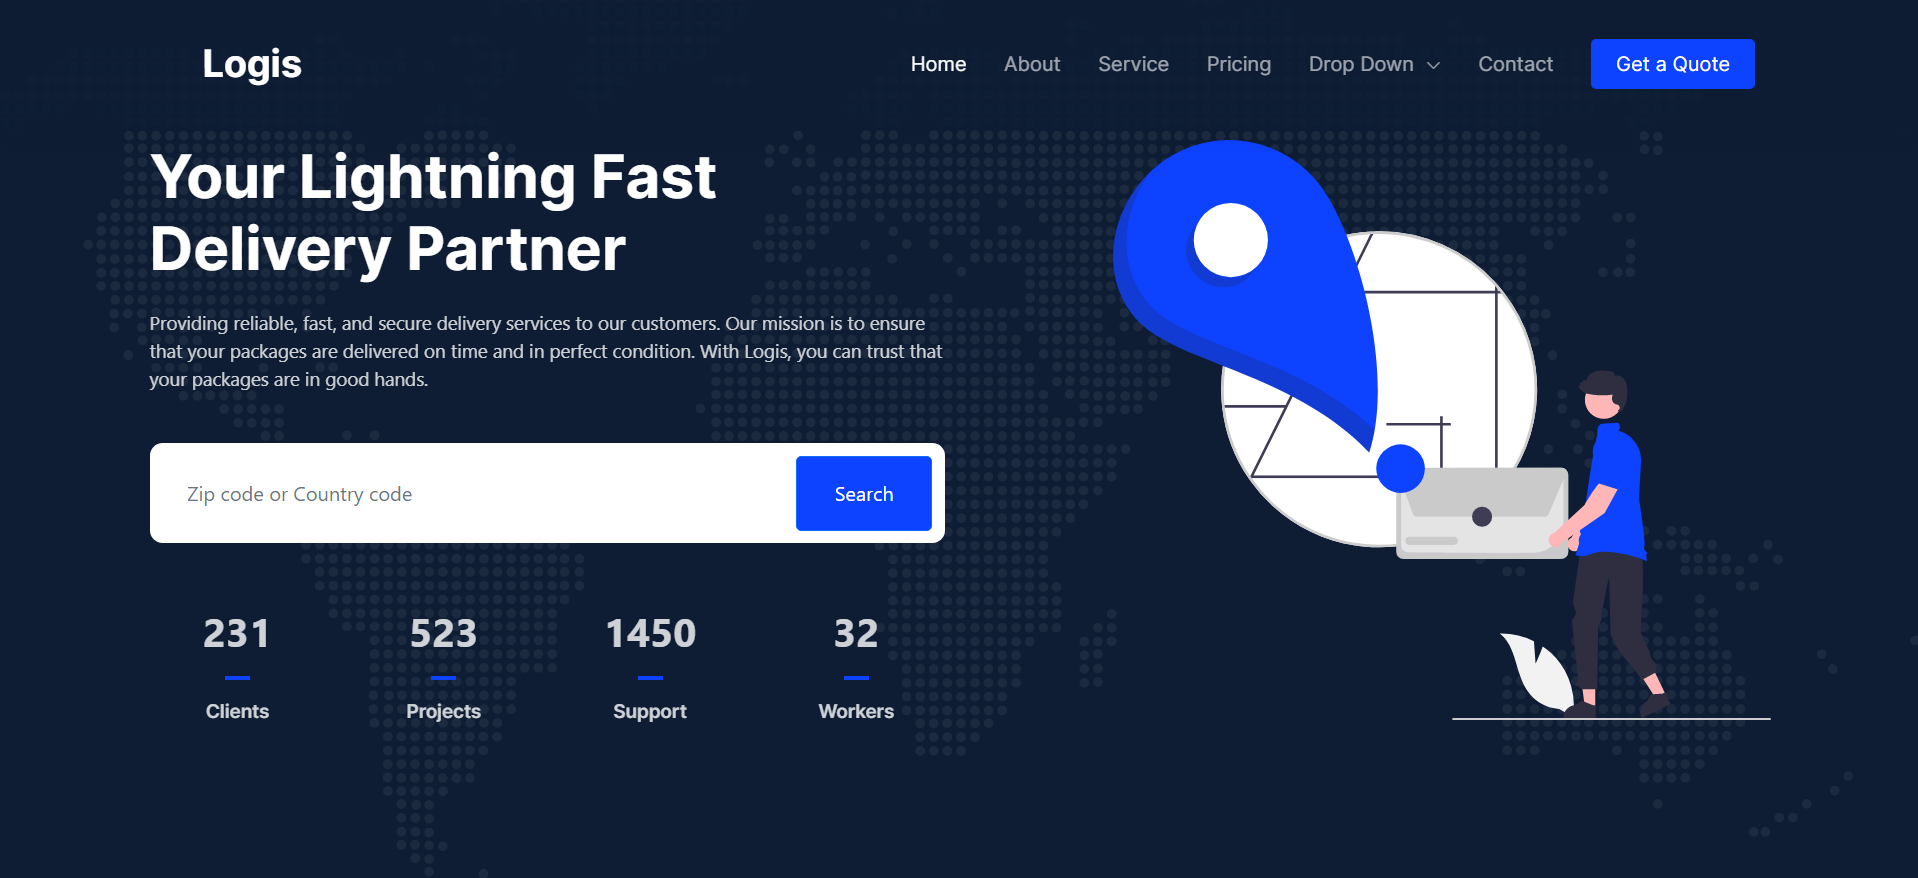 Logis
Home About Service Pricing Drop Down Contact Get a Quote
Your Lightning Fast
Delivery Partner
Providing reliable, fast, and secure delivery services to our customers. Our mission is to ensure
that your packages are delivered on time and in perfect condition. With Logis, you can trust that
your packages are in good hands.
Zip code or Country code Search
231 523 1450 32
Clients Projects Support Workers